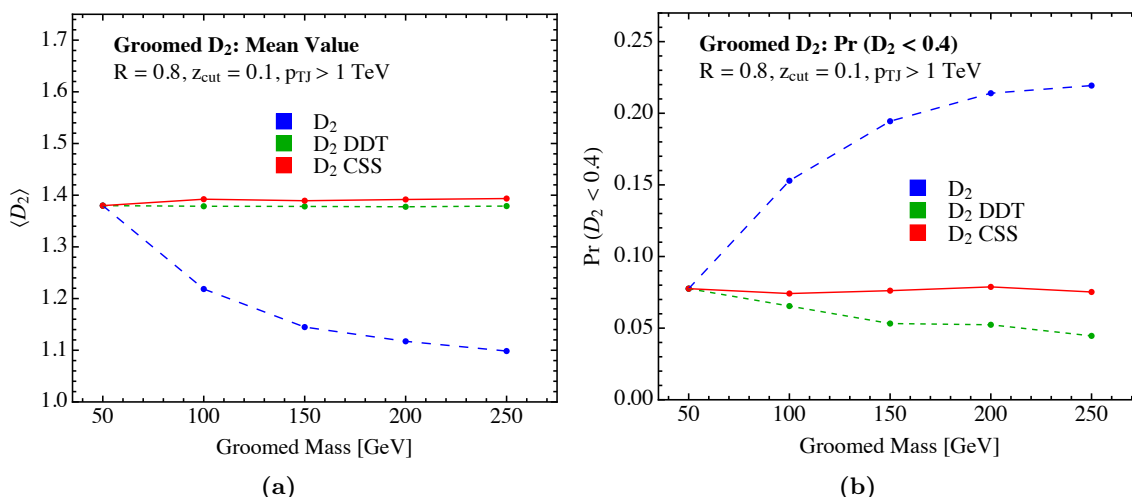 Groomed D₂: Mean Value
R = 0.8, z_cut = 0.1, p_TJ > 1 TeV
D₂
D₂ DDT
D₂ CSS
⟨D₂⟩
1.7
1.6
1.5
1.4
1.3
1.2
1.1
1.0
50 100 150 200 250
Groomed Mass [GeV]
(a)
Groomed D₂: Pr (D₂ < 0.4)
R = 0.8, z_cut = 0.1, p_TJ > 1 TeV
D₂
D₂ DDT
D₂ CSS
Pr (D₂ < 0.4)
0.25
0.20
0.15
0.10
0.05
0.00
50 100 150 200 250
Groomed Mass [GeV]
(b)